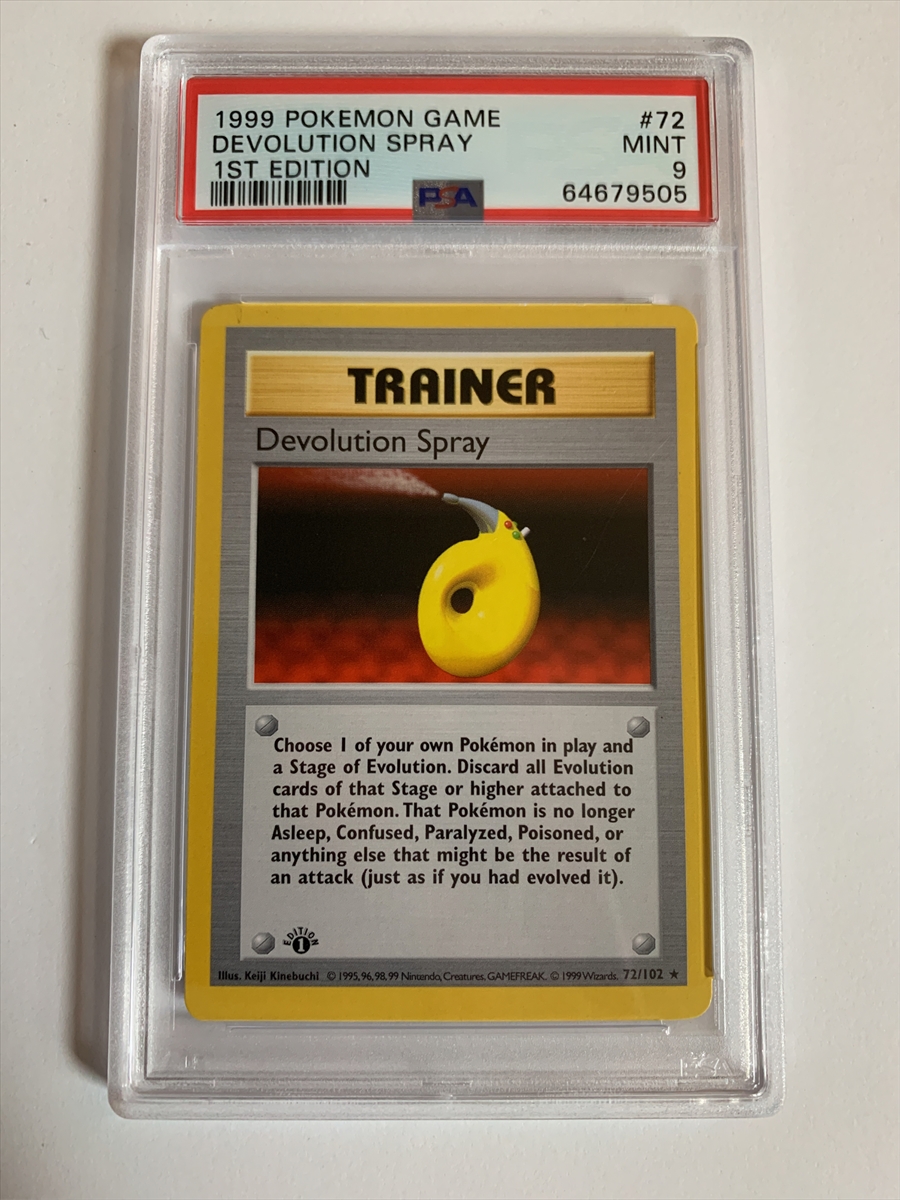 1999 POKEMON GAME #72
DEVOLUTION SPRAY MINT
1ST EDITION 9
PSA 64679505
TRAINER
Devolution Spray
Choose 1 of your own Pokémon in play and
a Stage of Evolution. Discard all Evolution
cards of that Stage or higher attached to
that Pokémon. That Pokémon is no longer
Asleep, Confused, Paralyzed, Poisoned, or
anything else that might be the result of
an attack (just as if you had evolved it).
EDITION
1
Illus. Keiji Kinebuchi © 1995, 96, 98, 99 Nintendo, Creatures, GAMEFREAK. © 1999 Wizards. 72/102 ★